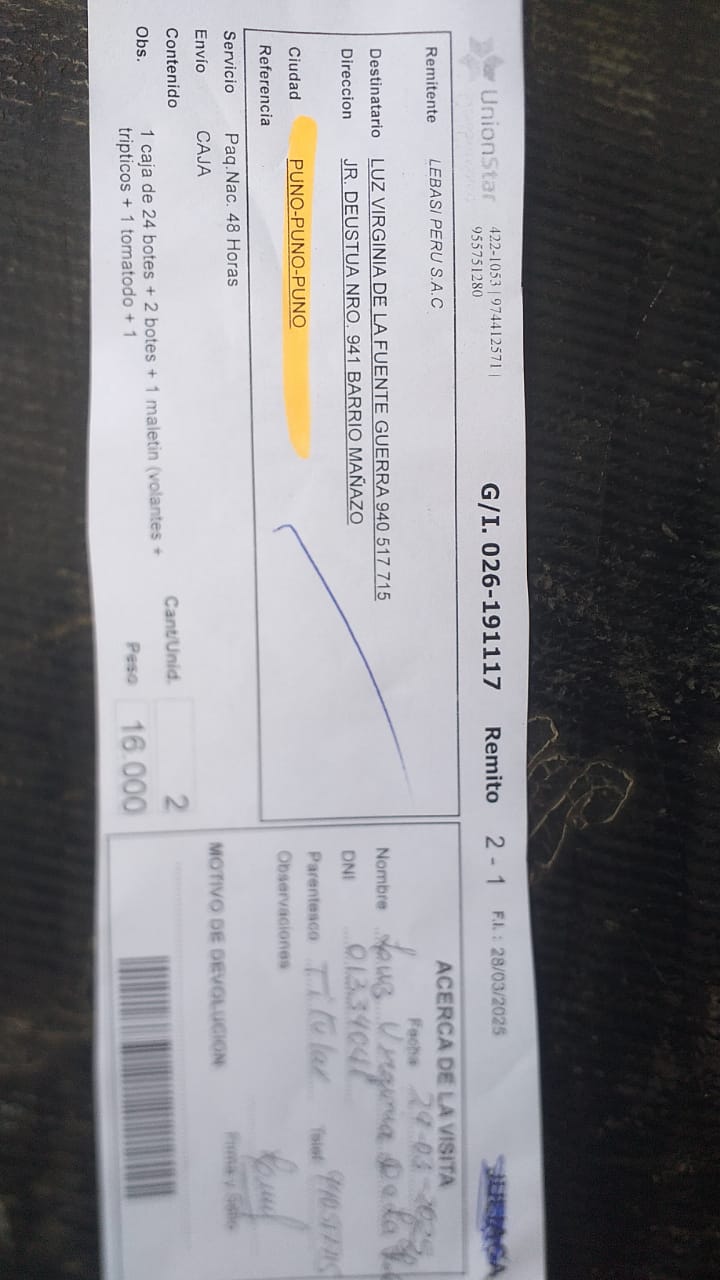 UnionStar
422-1053 | 974412571 |
955751280
G/I. 026-191117 Remito 2 - 1 F.I. : 28/03/2025
Remitente LEBASI PERU S.A.C
Destinatario LUZ VIRGINIA DE LA FUENTE GUERRA 940 517 715
Direccion JR. DEUSTUA NRO. 941 BARRIO MAÑAZO
Ciudad PUNO-PUNO-PUNO
Referencia
Servicio Paq.Nac. 48 Horas
Envío CAJA
Contenido
Cant/Unid. 2
Obs. 1 caja de 24 botes + 2 botes + 1 maletin (volantes +
tripticos + 1 tomatodo + 1
Peso 16.000
ACERCA DE LA VISITA
Fecha
Nombre Virginia De la
DNI
Parentesco Titular Telef.
Observaciones
MOTIVO DE DEVOLUCION
Firma y Sello